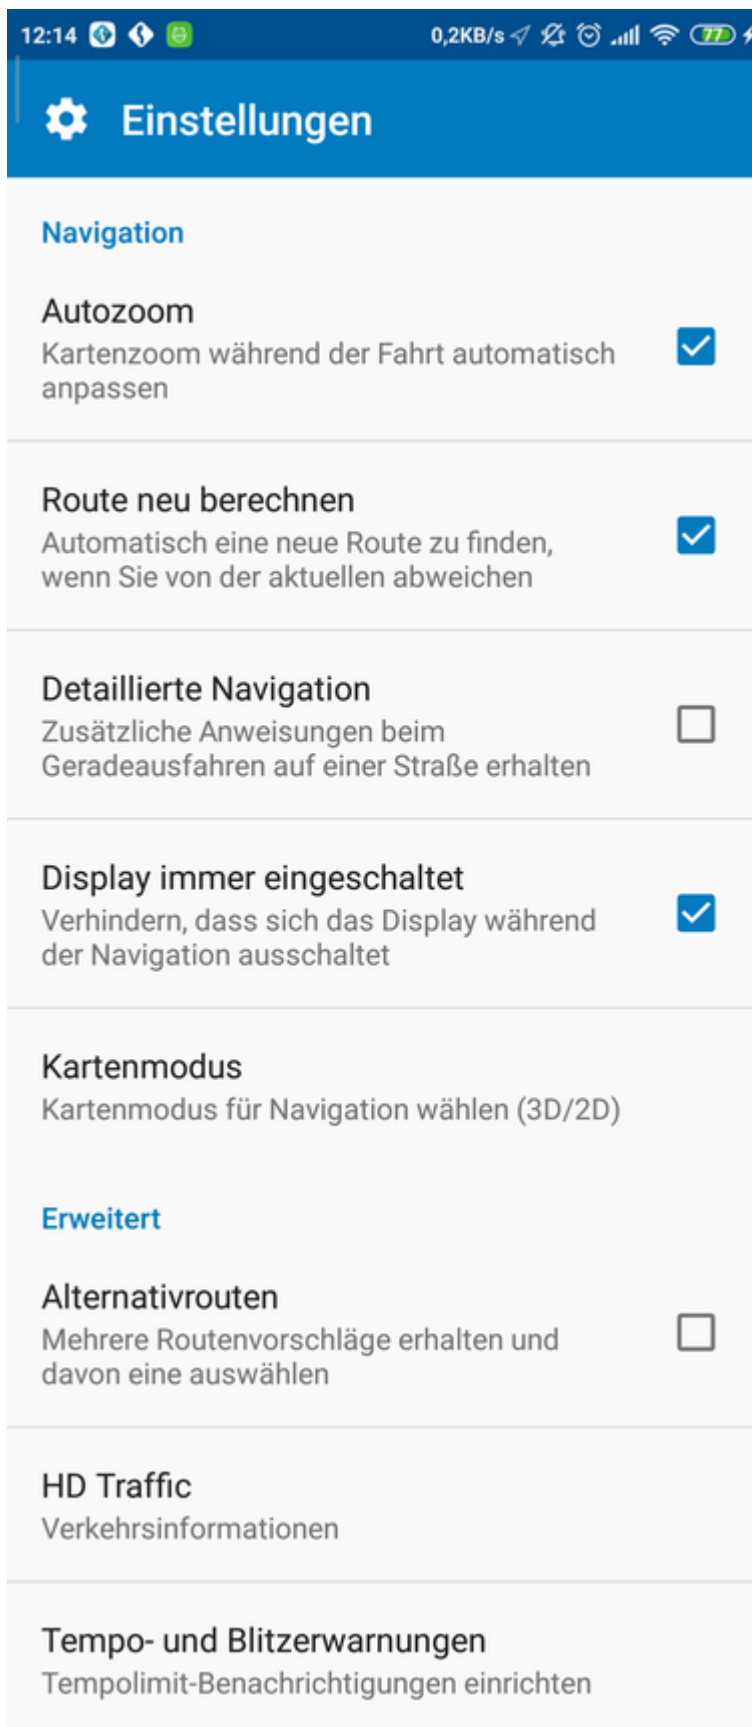 12:14 0,2KB/s 77
Einstellungen
Navigation
Autozoom
Kartenzoom während der Fahrt automatisch
anpassen
Route neu berechnen
Automatisch eine neue Route zu finden,
wenn Sie von der aktuellen abweichen
Detaillierte Navigation
Zusätzliche Anweisungen beim
Geradeausfahren auf einer Straße erhalten
Display immer eingeschaltet
Verhindern, dass sich das Display während
der Navigation ausschaltet
Kartenmodus
Kartenmodus für Navigation wählen (3D/2D)
Erweitert
Alternativrouten
Mehrere Routenvorschläge erhalten und
davon eine auswählen
HD Traffic
Verkehrsinformationen
Tempo- und Blitzerwarnungen
Tempolimit-Benachrichtigungen einrichten